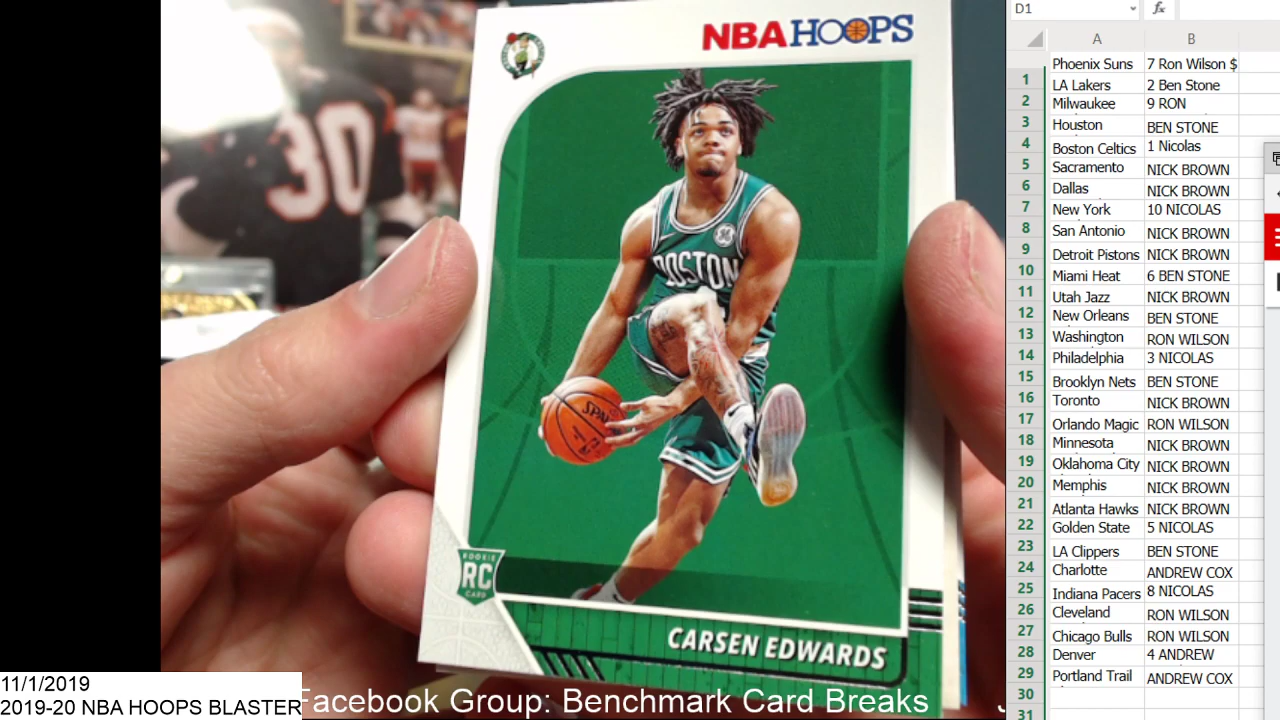 D1
fx
NBA HOOPS
30
BOSTON
SPAL
ROOKIE
RC
CARD
CARSEN EDWARDS
11/1/2019
2019-20 NBA HOOPS BLASTER
Facebook Group: Benchmark Card Breaks
A B
Phoenix Suns 7 Ron Wilson $
1 LA Lakers 2 Ben Stone
2 Milwaukee 9 RON
3 Houston BEN STONE
4 Boston Celtics 1 Nicolas
5 Sacramento NICK BROWN
6 Dallas NICK BROWN
7 New York 10 NICOLAS
8 San Antonio NICK BROWN
9 Detroit Pistons NICK BROWN
10 Miami Heat 6 BEN STONE
11 Utah Jazz NICK BROWN
12 New Orleans BEN STONE
13 Washington RON WILSON
14 Philadelphia 3 NICOLAS
15 Brooklyn Nets BEN STONE
16 Toronto NICK BROWN
17 Orlando Magic RON WILSON
18 Minnesota NICK BROWN
19 Oklahoma City NICK BROWN
20 Memphis NICK BROWN
21 Atlanta Hawks NICK BROWN
22 Golden State 5 NICOLAS
23 LA Clippers BEN STONE
24 Charlotte ANDREW COX
25 Indiana Pacers 8 NICOLAS
26 Cleveland RON WILSON
27 Chicago Bulls RON WILSON
28 Denver 4 ANDREW
29 Portland Trail ANDREW COX
30
31